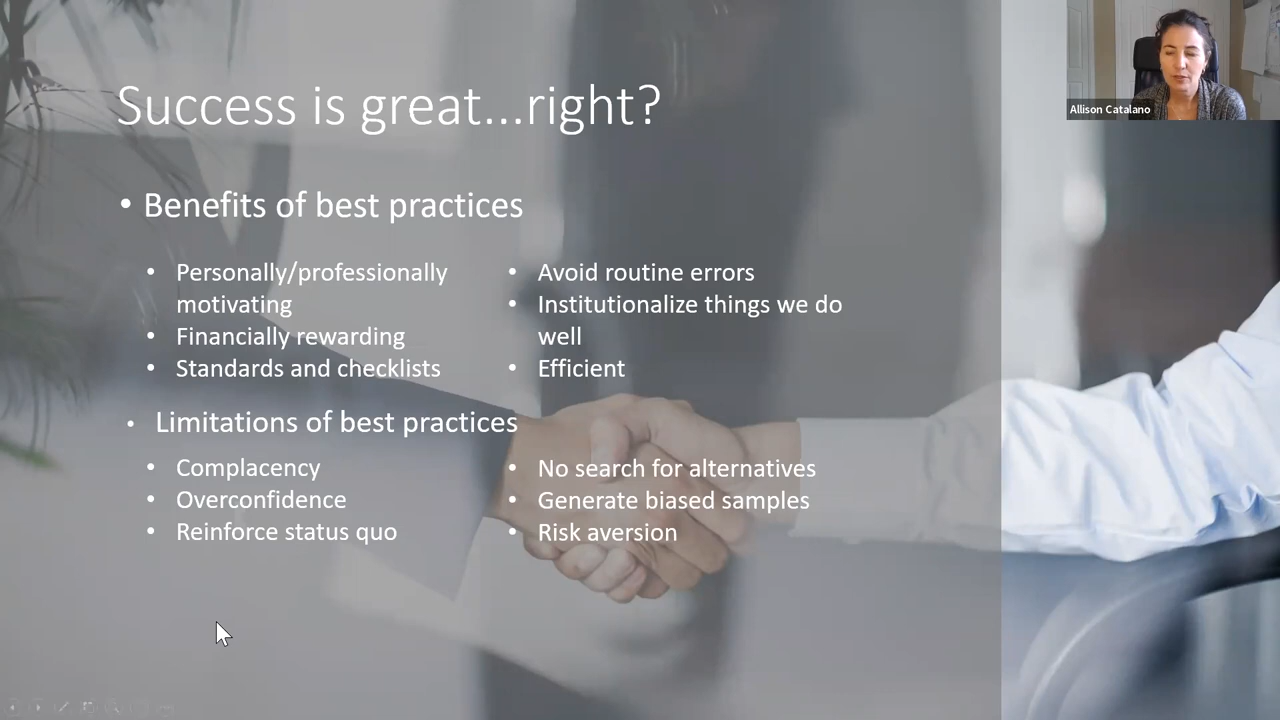 Success is great...right?
Allison Catalano
• Benefits of best practices
• Personally/professionally
motivating
• Financially rewarding
• Standards and checklists
• Avoid routine errors
• Institutionalize things we do
well
• Efficient
• Limitations of best practices
• Complacency
• Overconfidence
• Reinforce status quo
• No search for alternatives
• Generate biased samples
• Risk aversion